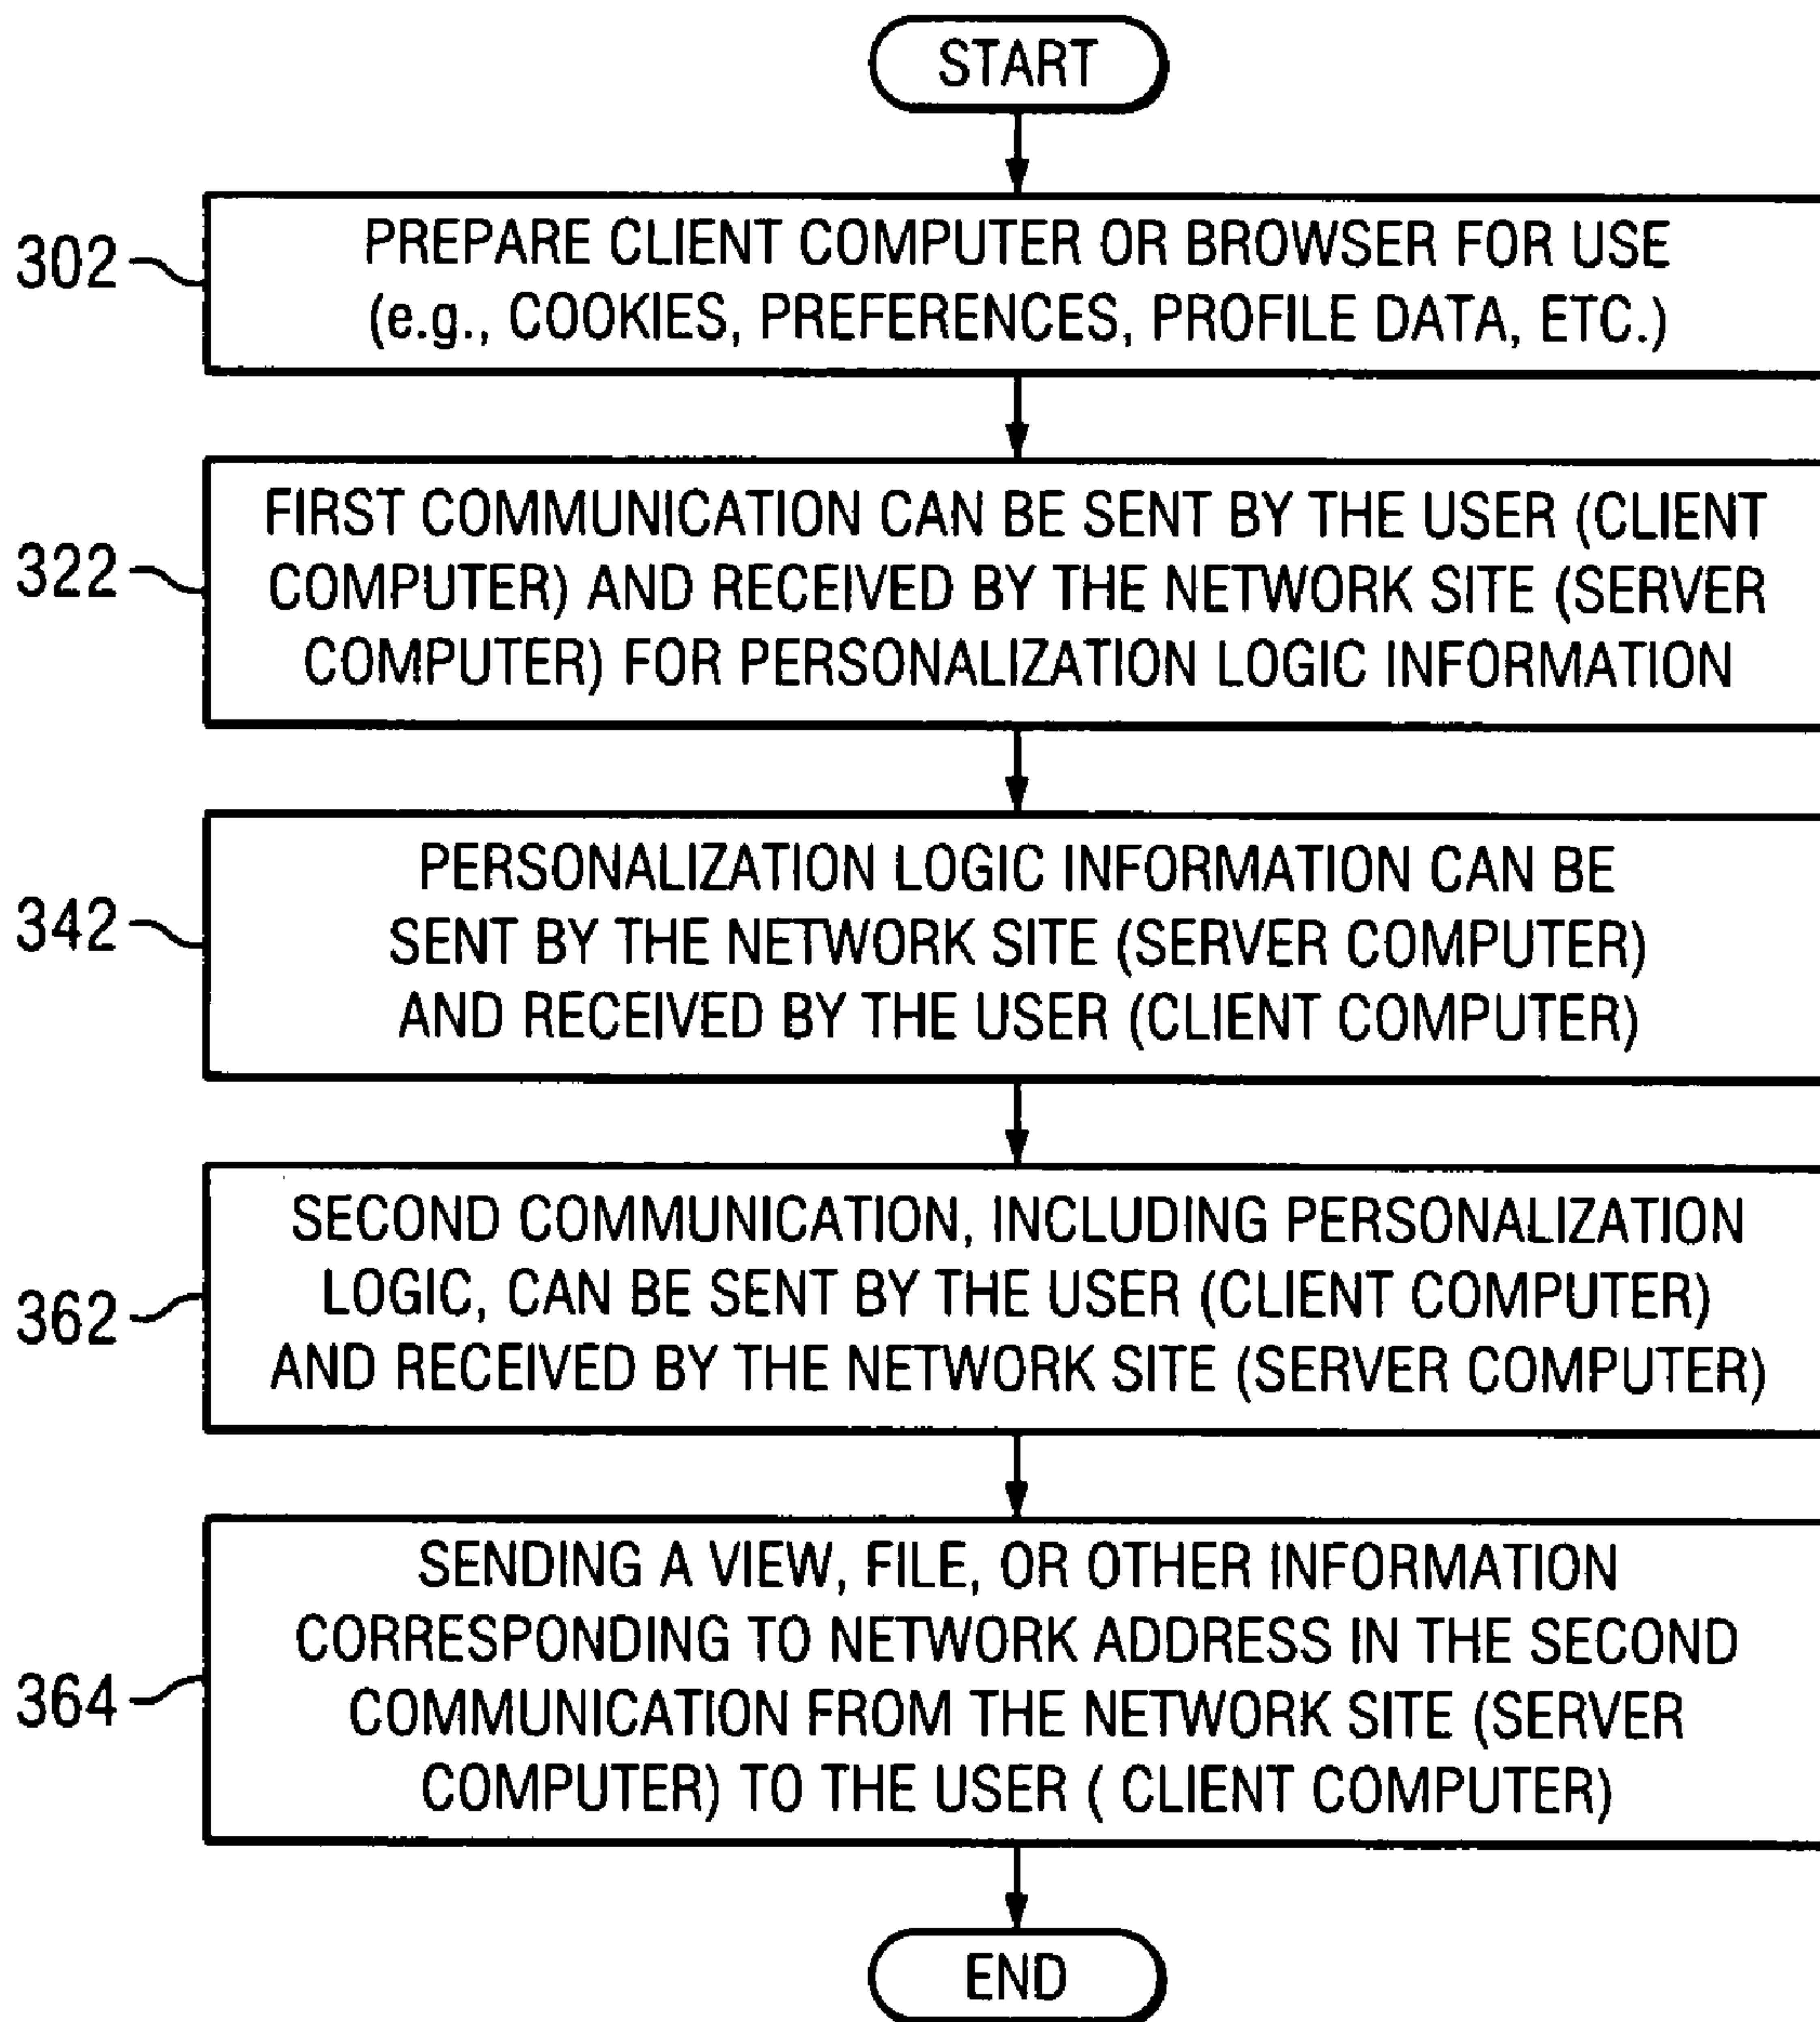 START
302
PREPARE CLIENT COMPUTER OR BROWSER FOR USE
(e.g., COOKIES, PREFERENCES, PROFILE DATA, ETC.)
322
FIRST COMMUNICATION CAN BE SENT BY THE USER (CLIENT
COMPUTER) AND RECEIVED BY THE NETWORK SITE (SERVER
COMPUTER) FOR PERSONALIZATION LOGIC INFORMATION
342
PERSONALIZATION LOGIC INFORMATION CAN BE
SENT BY THE NETWORK SITE (SERVER COMPUTER)
AND RECEIVED BY THE USER (CLIENT COMPUTER)
362
SECOND COMMUNICATION, INCLUDING PERSONALIZATION
LOGIC, CAN BE SENT BY THE USER (CLIENT COMPUTER)
AND RECEIVED BY THE NETWORK SITE (SERVER COMPUTER)
364
SENDING A VIEW, FILE, OR OTHER INFORMATION
CORRESPONDING TO NETWORK ADDRESS IN THE SECOND
COMMUNICATION FROM THE NETWORK SITE (SERVER
COMPUTER) TO THE USER ( CLIENT COMPUTER)
END